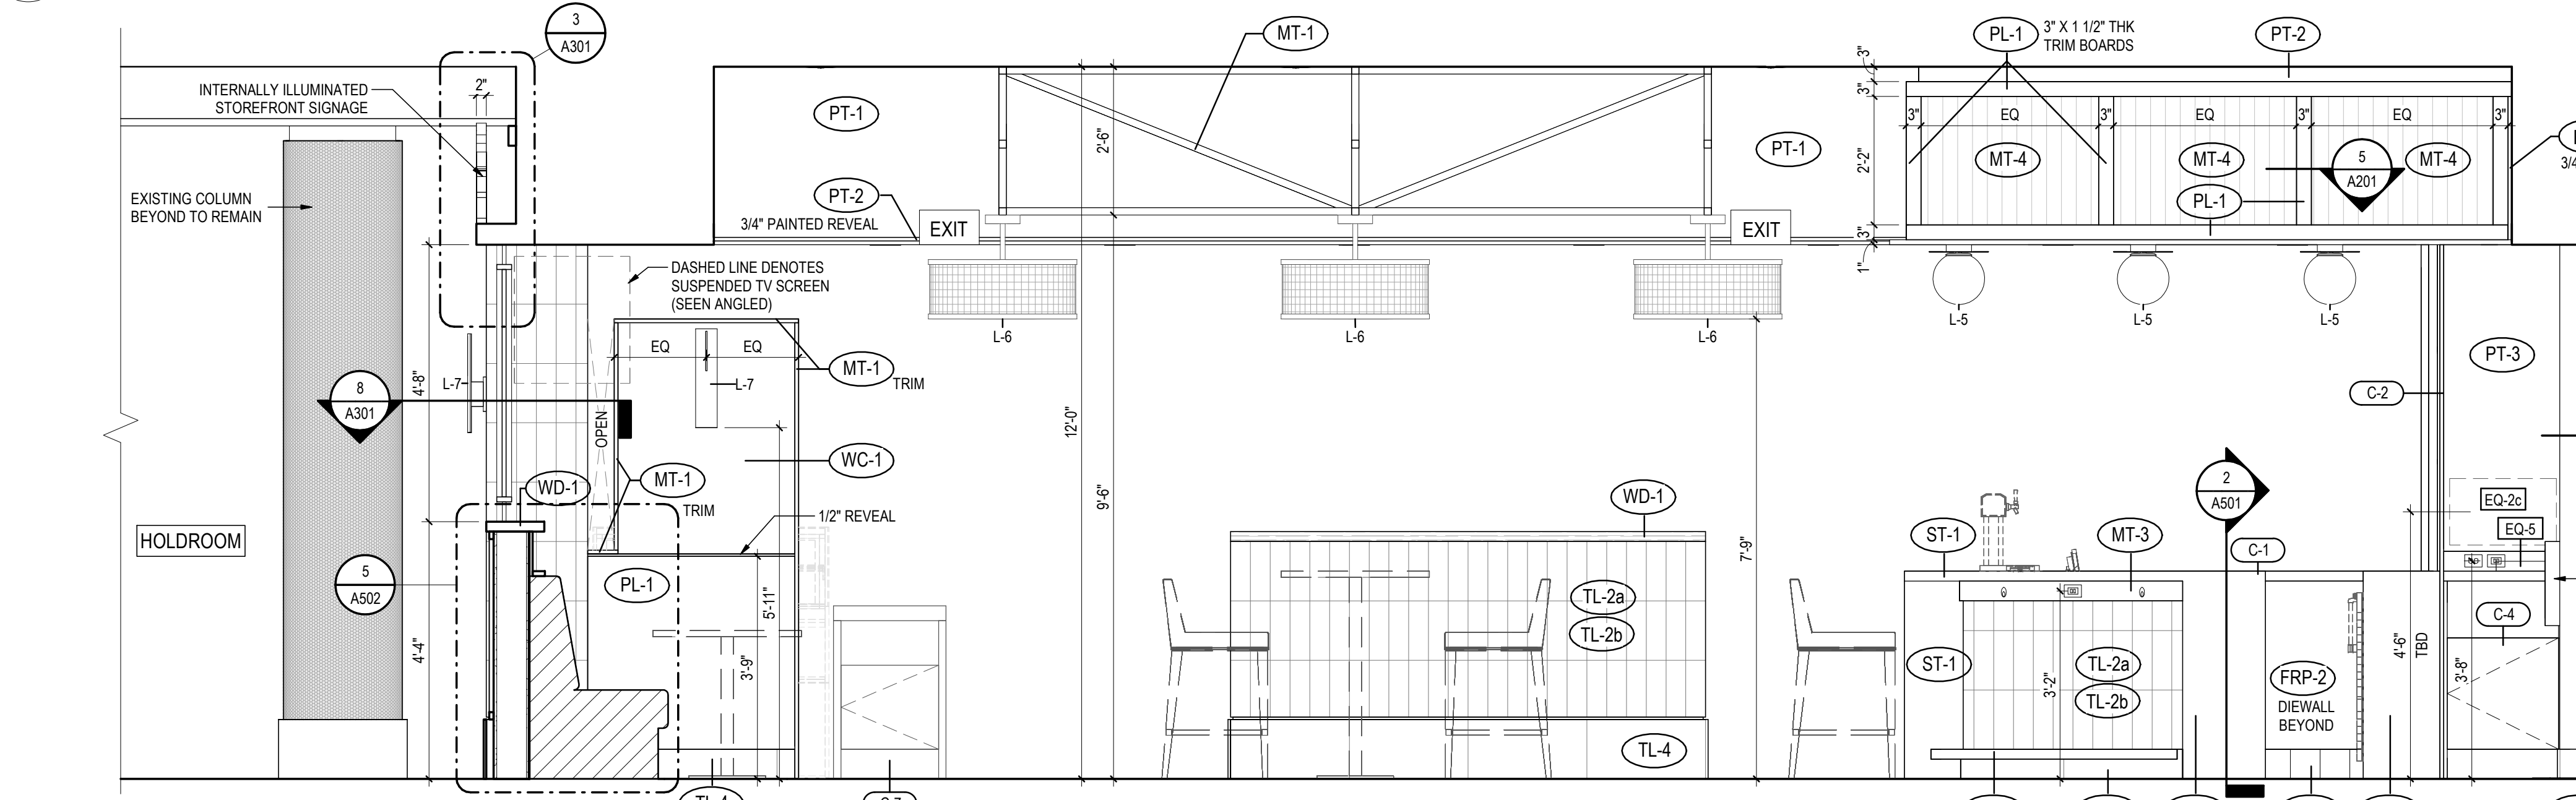 3
A301
INTERNALLY ILLUMINATED
STOREFRONT SIGNAGE
2"
EXISTING COLUMN
BEYOND TO REMAIN
HOLDROOM
8
A301
5
A502
4'-8"
4'-4"
L-7
WD-1
OPEN
DASHED LINE DENOTES
SUSPENDED TV SCREEN
(SEEN ANGLED)
EQ
EQ
L-7
MT-1
TRIM
WC-1
MT-1
TRIM
1/2" REVEAL
PL-1
5'-11"
3'-9"
PT-1
PT-2
3/4" PAINTED REVEAL
EXIT
MT-1
2'-6"
12'-0"
9'-6"
L-6
L-6
L-6
EXIT
PT-1
WD-1
TL-2a
TL-2b
TL-4
7'-9"
PL-1
3" X 1 1/2" THK
TRIM BOARDS
PT-2
3"
3"
2'-2"
3"
1"
3"
EQ
3"
EQ
3"
EQ
3"
MT-4
MT-4
MT-4
5
A201
PL-1
3/4
L-5
L-5
L-5
PT-3
C-2
2
A501
EQ-2c
EQ-5
ST-1
MT-3
C-1
ST-1
TL-2a
TL-2b
3'-2"
FRP-2
DIEWALL
BEYOND
4'-6"
TBD
3'-8"
C-4